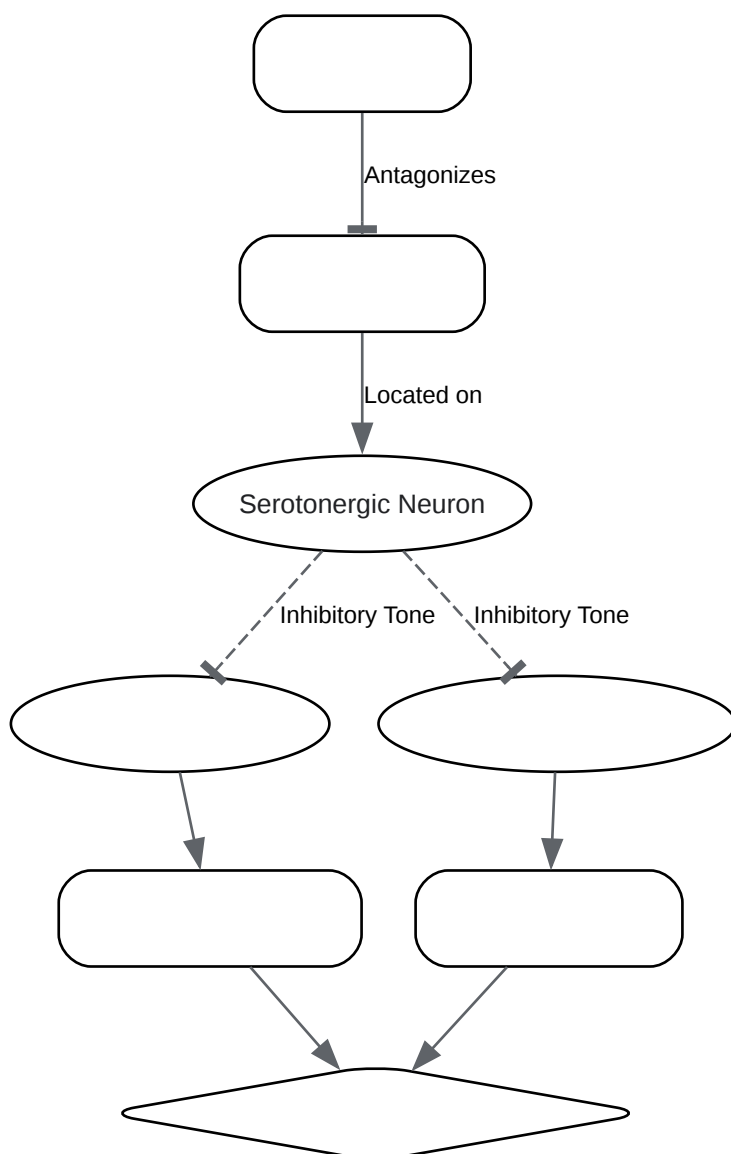 Antagonizes
Located on
Serotonergic Neuron
Inhibitory Tone
Inhibitory Tone